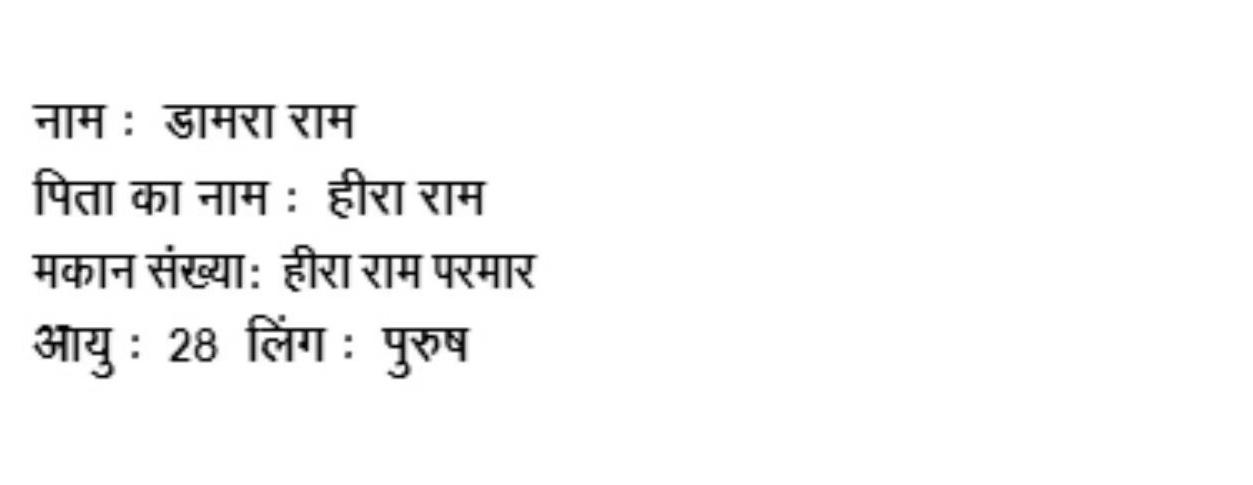 नाम : डामरा राम
पिता का नाम : हीरा राम
मकान संख्या: हीरा राम परमार
आयु : 28 लिंग : पुरुष